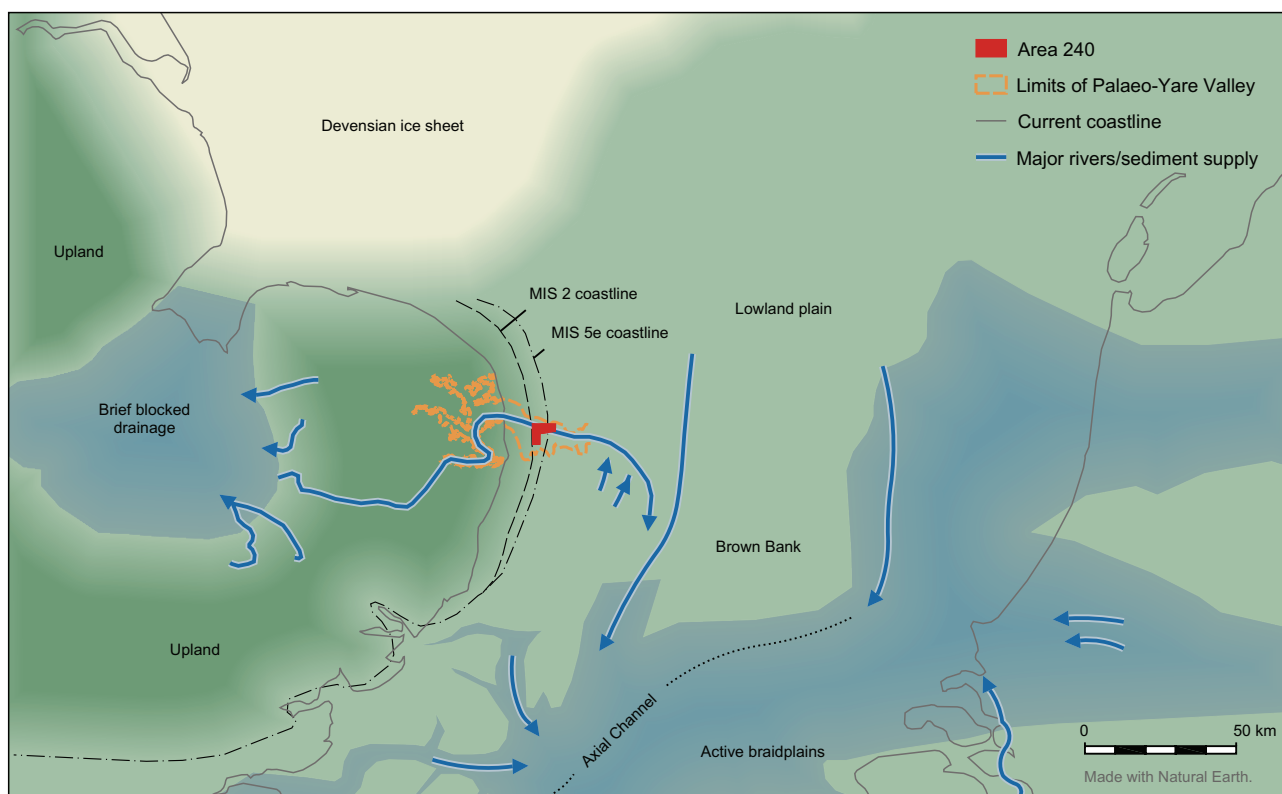 Area 240
Limits of Palaeo-Yare Valley
Current coastline
Major rivers/sediment supply
Devensian ice sheet
Upland
MIS 2 coastline
MIS 5e coastline
Lowland plain
Brief blocked
drainage
Brown Bank
Upland
Axial Channel
Active braidplains
0
50 km
Made with Natural Earth.